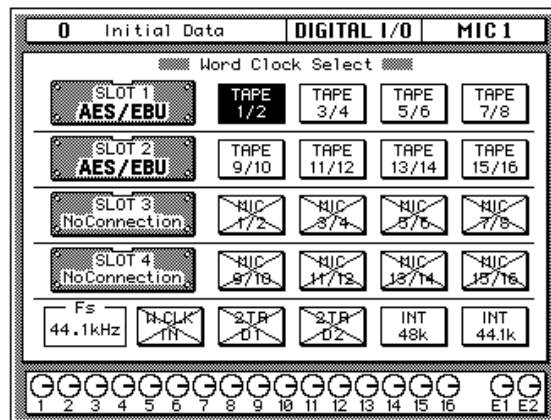 0 Initial Data DIGITAL I/O MIC 1
Word Clock Select
SLOT 1 TAPE TAPE TAPE TAPE
AES/EBU 1/2 3/4 5/6 7/8
SLOT 2 TAPE TAPE TAPE TAPE
AES/EBU 9/10 11/12 13/14 15/16
SLOT 3 MIC MIC MIC MIC
NoConnection 1/2 3/4 5/6 7/8
SLOT 4 MIC MIC MIC MIC
NoConnection 9/10 11/12 13/14 15/16
Fs W.CLK 2TR 2TR INT INT
44.1kHz IN D1 D2 48k 44.1k
1 2 3 4 5 6 7 8 9 10 11 12 13 14 15 16 E1 E2